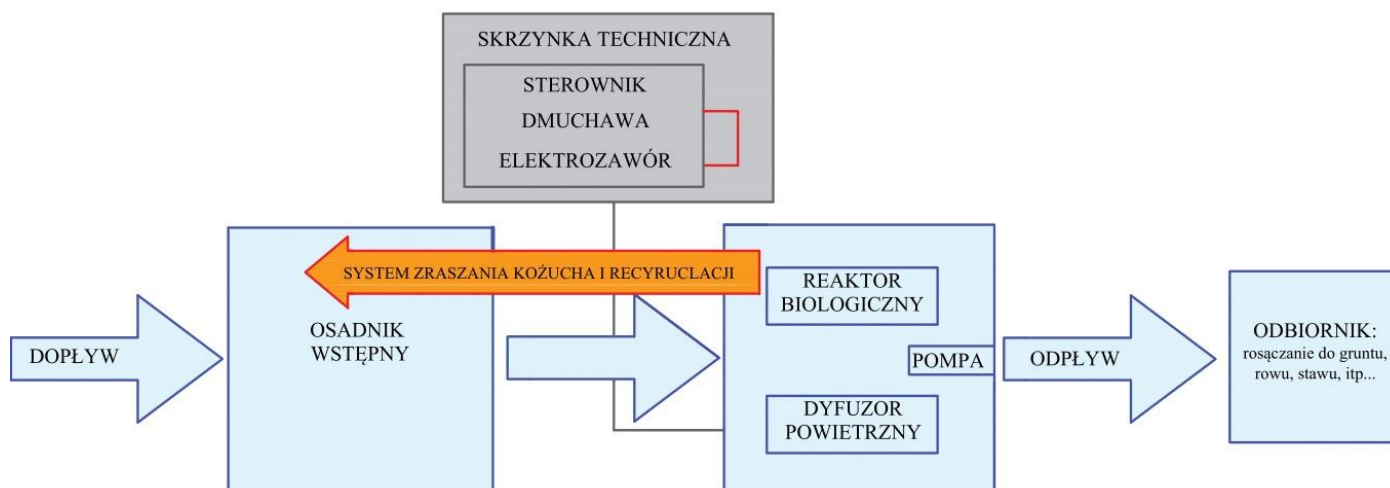 SKRZYNKA TECHNICZNA
STEROWNIK
DMUCHAWA
ELEKTROZAWÓR
SYSTEM ZRASZANIA KOŻUCHA I RECYRUCLACJI
DOPŁYW
OSADNIK
WSTĘPNY
REAKTOR
BIOLOGICZNY
POMPA
DYFUZOR
POWIETRZNY
ODPŁYW
ODBIORNIK:
rosączanie do gruntu,
rowu, stawu, itp...